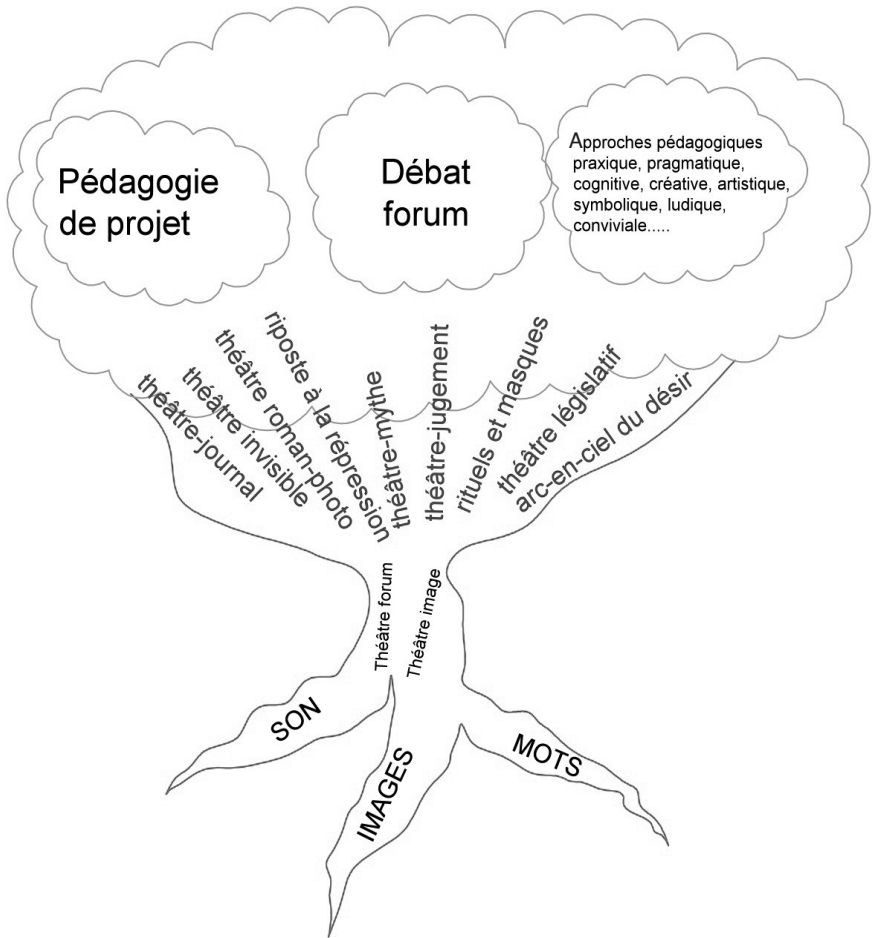 Pédagogie
de projet
Débat
forum
Approches pédagogiques
praxique, pragmatique,
cognitive, créative, artistique,
symbolique, ludique,
conviviale.....
théâtre-journal
théâtre invisible
théâtre roman-photo
riposte à la répression
théâtre-mythe
théâtre-jugement
rituels et masques
théâtre législatif
arc-en-ciel du désir
Théâtre forum
Théâtre image
SON
IMAGES
MOTS